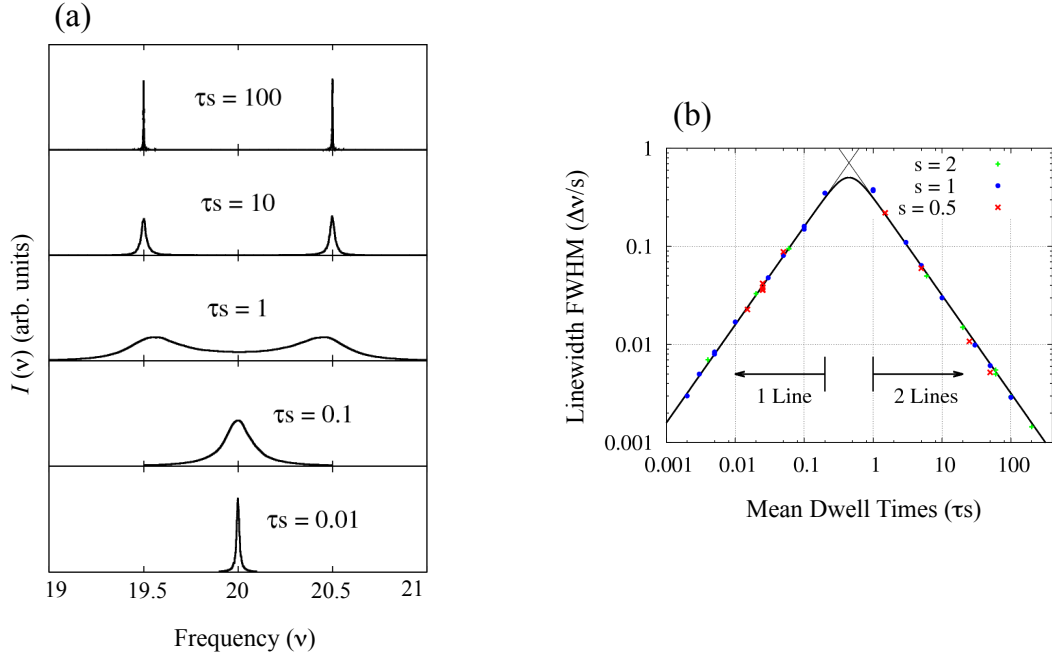 (a)
τs = 100
τs = 10
τs = 1
τs = 0.1
τs = 0.01
I (ν) (arb. units)
19 19.5 20 20.5 21
Frequency (ν)
(b)
s = 2
s = 1
s = 0.5
1
0.1
0.01
0.001
Linewidth FWHM (Δν/s)
1 Line
2 Lines
0.001 0.01 0.1 1 10 100
Mean Dwell Times (τs)